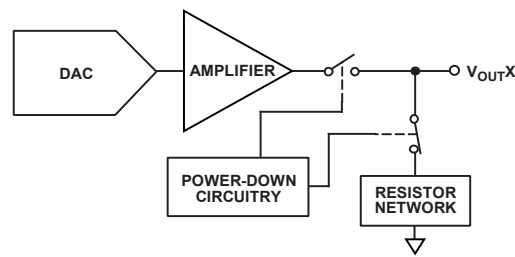 DAC
AMPLIFIER
VOUTX
POWER-DOWN
CIRCUITRY
RESISTOR
NETWORK